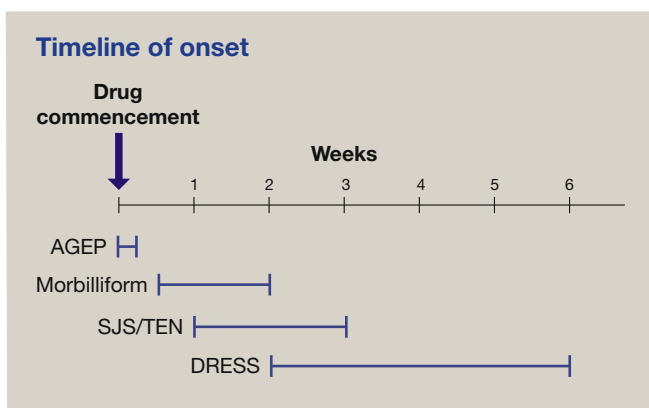 Timeline of onset
Drug
commencement
Weeks
1 2 3 4 5 6
AGEP
Morbilliform
SJS/TEN
DRESS